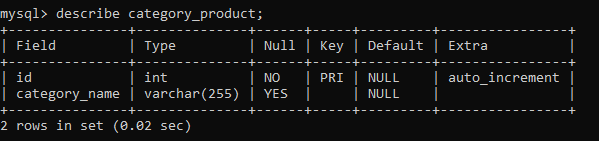 mysql> describe category_product;
+---------------+--------------+------+-----+---------+----------------+
| Field         | Type         | Null | Key | Default | Extra          |
+---------------+--------------+------+-----+---------+----------------+
| id            | int          | NO   | PRI | NULL    | auto_increment |
| category_name | varchar(255) | YES  |     | NULL    |                |
+---------------+--------------+------+-----+---------+----------------+
2 rows in set (0.02 sec)